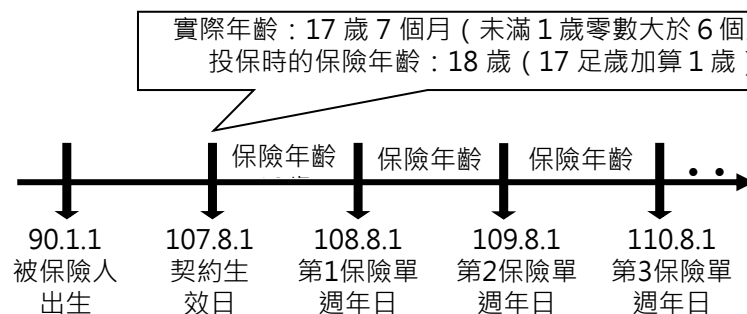 實際年齡：17 歲 7 個月（未滿 1 歲零數大於 6 個
投保時的保險年齡：18 歲（17 足歲加算 1 歲）
保險年齡 保險年齡 保險年齡
90.1.1 107.8.1 108.8.1 109.8.1 110.8.1
被保險人 契約生 第1保險單 第2保險單 第3保險單
出生 效日 週年日 週年日 週年日